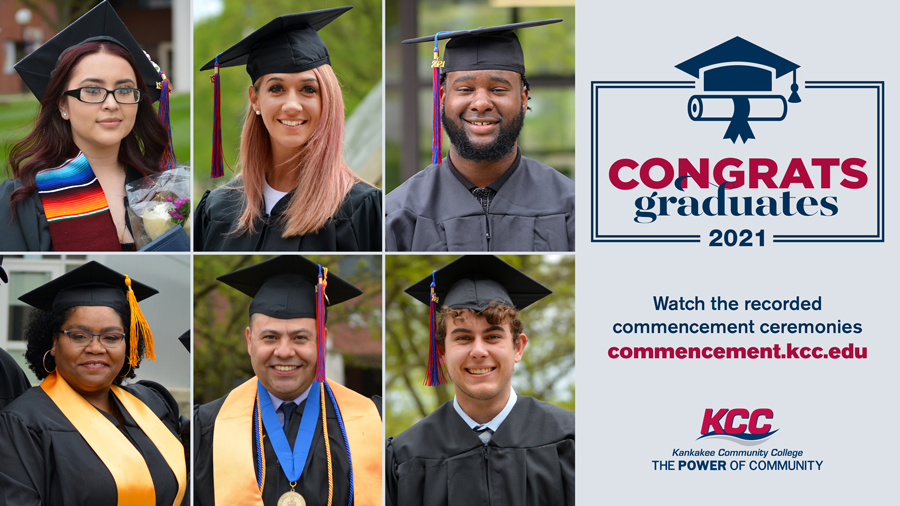 CONGRATS
graduates
2021
Watch the recorded
commencement ceremonies
commencement.kcc.edu
KCC
Kankakee Community College
THE POWER OF COMMUNITY